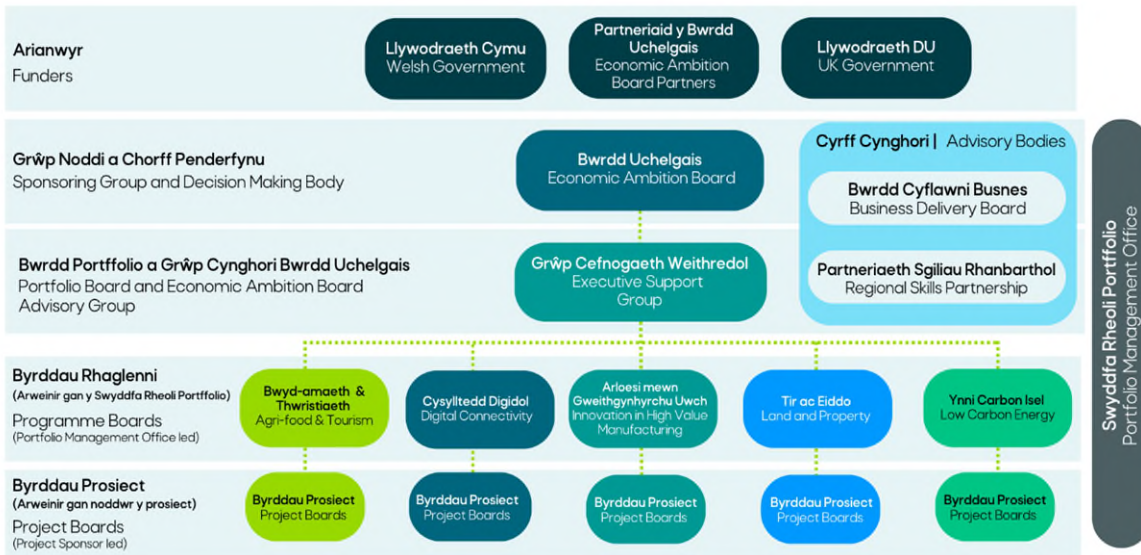 Arianwyr
Funders
Llywodraeth Cymu
Welsh Government
Partneriaid y Bwrdd
Uchelgais
Economic Ambition
Board Partners
Llywodraeth DU
UK Government
Grŵp Noddi a Chorff Penderfynu
Sponsoring Group and Decision Making Body
Bwrdd Uchelgais
Economic Ambition Board
Cyrff Cynghori | Advisory Bodies
Bwrdd Cyflawni Busnes
Business Delivery Board
Partneriaeth Sgiliau Rhanbarthol
Regional Skills Partnership
Bwrdd Portffolio a Grŵp Cynghori Bwrdd Uchelgais
Portfolio Board and Economic Ambition Board
Advisory Group
Grŵp Cefnogaeth Weithredol
Executive Support
Group
Byrddau Rhaglenni
(Arweinir gan y Swyddfa Rheoli Portffolio)
Programme Boards
(Portfolio Management Office led)
Bwyd-amaeth &
Thwristiaeth
Agri-food & Tourism
Cysylltedd Digidol
Digital Connectivity
Arloesi mewn
Gweithgynhyrchu Uwch
Innovation in High Value
Manufacturing
Tir ac Eiddo
Land and Property
Ynni Carbon Isel
Low Carbon Energy
Byrddau Prosiect
(Arweinir gan noddwr y prosiect)
Project Boards
(Project Sponsor led)
Byrddau Prosiect
Project Boards
Byrddau Prosiect
Project Boards
Byrddau Prosiect
Project Boards
Byrddau Prosiect
Project Boards
Byrddau Prosiect
Project Boards
Swyddfa Rheoli Portffolio
Portfolio Management Office